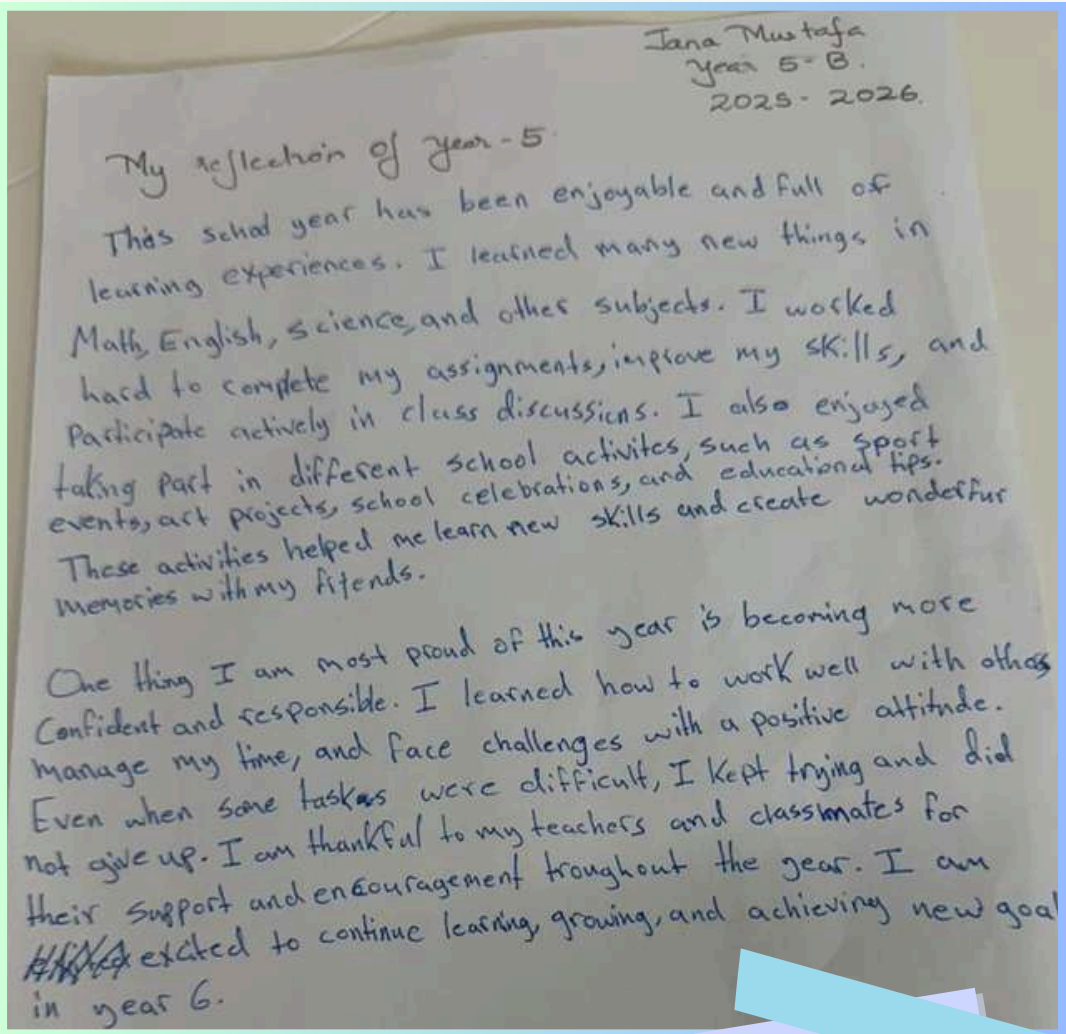 Jana Mustafa
Year 5-B.
2025-2026.
My reflection of year-5
This schol year has been enjoyable and full of
learning experiences. I learned many new things in
Math, English, science, and other subjects. I worked
hard to complete my assignments, improve my skills, and
Participate actively in class discussions. I also enjoyed
taking part in different school activites, such as sport
events, art projects, school celebrations, and educational tips.
These activities helped me learn new skills and create wonderful
memories with my friends.
One thing I am most proud of this year is becoming more
Confident and responsible. I learned how to work well with others
manage my time, and face challenges with a positive attitude.
Even when some tasks were difficult, I Kept trying and did
not give up. I am thankful to my teachers and classmates for
their support and encouragement troughout the year. I am
exited to continue learning, growing, and achieving new goal
in year 6.